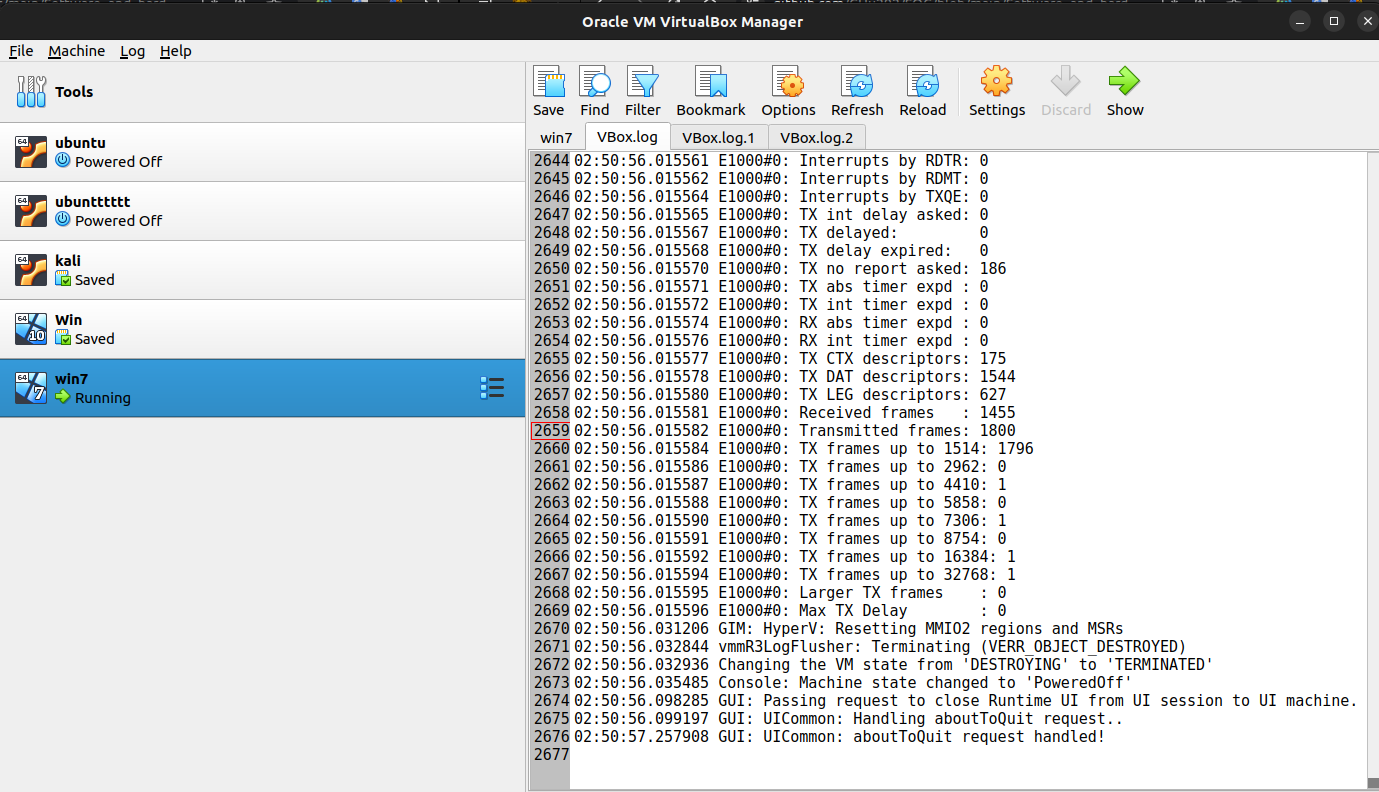 Oracle VM VirtualBox Manager
File Machine Log Help
Tools
64
ubuntu
Powered Off
64
ubuntttttt
Powered Off
64
kali
Saved
64
10
Win
Saved
64
7
win7
Running
Save Find Filter Bookmark Options Refresh Reload Settings Discard Show
win7 VBox.log VBox.log.1 VBox.log.2
2644 02:50:56.015561 E1000#0: Interrupts by RDTR: 0
2645 02:50:56.015562 E1000#0: Interrupts by RDMT: 0
2646 02:50:56.015564 E1000#0: Interrupts by TXQE: 0
2647 02:50:56.015565 E1000#0: TX int delay asked: 0
2648 02:50:56.015567 E1000#0: TX delayed: 0
2649 02:50:56.015568 E1000#0: TX delay expired: 0
2650 02:50:56.015570 E1000#0: TX no report asked: 186
2651 02:50:56.015571 E1000#0: TX abs timer expd : 0
2652 02:50:56.015572 E1000#0: TX int timer expd : 0
2653 02:50:56.015574 E1000#0: RX abs timer expd : 0
2654 02:50:56.015576 E1000#0: RX int timer expd : 0
2655 02:50:56.015577 E1000#0: TX CTX descriptors: 175
2656 02:50:56.015578 E1000#0: TX DAT descriptors: 1544
2657 02:50:56.015580 E1000#0: TX LEG descriptors: 627
2658 02:50:56.015581 E1000#0: Received frames : 1455
2659 02:50:56.015582 E1000#0: Transmitted frames: 1800
2660 02:50:56.015584 E1000#0: TX frames up to 1514: 1796
2661 02:50:56.015586 E1000#0: TX frames up to 2962: 0
2662 02:50:56.015587 E1000#0: TX frames up to 4410: 1
2663 02:50:56.015588 E1000#0: TX frames up to 5858: 0
2664 02:50:56.015590 E1000#0: TX frames up to 7306: 1
2665 02:50:56.015591 E1000#0: TX frames up to 8754: 0
2666 02:50:56.015592 E1000#0: TX frames up to 16384: 1
2667 02:50:56.015594 E1000#0: TX frames up to 32768: 1
2668 02:50:56.015595 E1000#0: Larger TX frames : 0
2669 02:50:56.015596 E1000#0: Max TX Delay : 0
2670 02:50:56.031206 GIM: HyperV: Resetting MMIO2 regions and MSRs
2671 02:50:56.032844 vmmR3LogFlusher: Terminating (VERR_OBJECT_DESTROYED)
2672 02:50:56.032936 Changing the VM state from 'DESTROYING' to 'TERMINATED'
2673 02:50:56.035485 Console: Machine state changed to 'PoweredOff'
2674 02:50:56.098285 GUI: Passing request to close Runtime UI from UI session to UI machine.
2675 02:50:56.099197 GUI: UICommon: Handling aboutToQuit request..
2676 02:50:57.257908 GUI: UICommon: aboutToQuit request handled!
2677